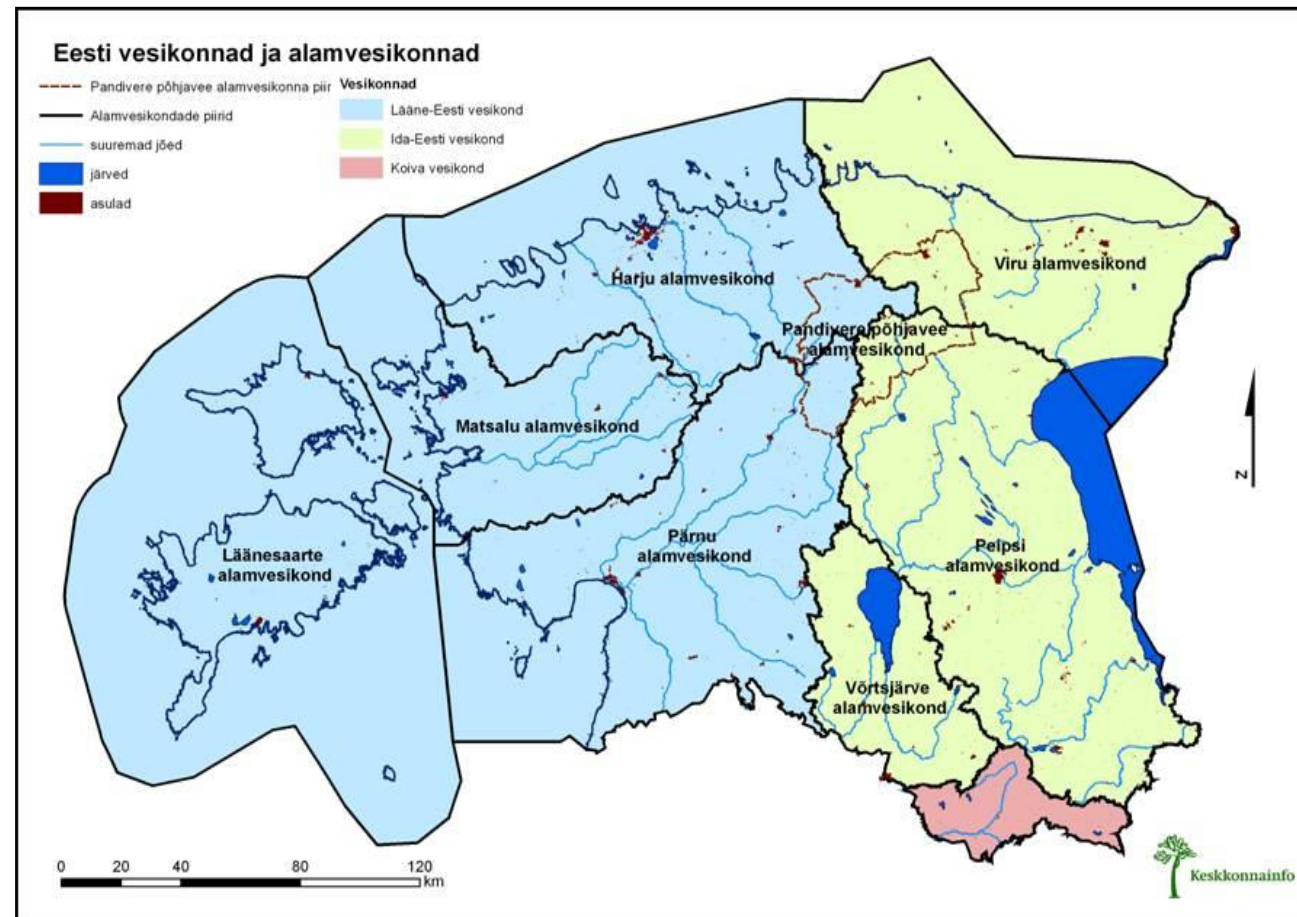 Eesti vesikonnad ja alamvesikonnad
Pandivere põhjavee alamvesikonna piir
Alamvesikondade piirid
suuremad jõed
järved
asulad
Vesikonnad
Lääne-Eesti vesikond
Ida-Eesti vesikond
Koiva vesikond
Harju alamvesikond
Viru alamvesikond
Pandivere põhjavee
alamvesikond
Matsalu alamvesikond
N
Läänesaarte
alamvesikond
Pärnu
alamvesikond
Peipsi
alamvesikond
Võrtsjärve
alamvesikond
0 20 40 80 120
km
Keskkonnainfo